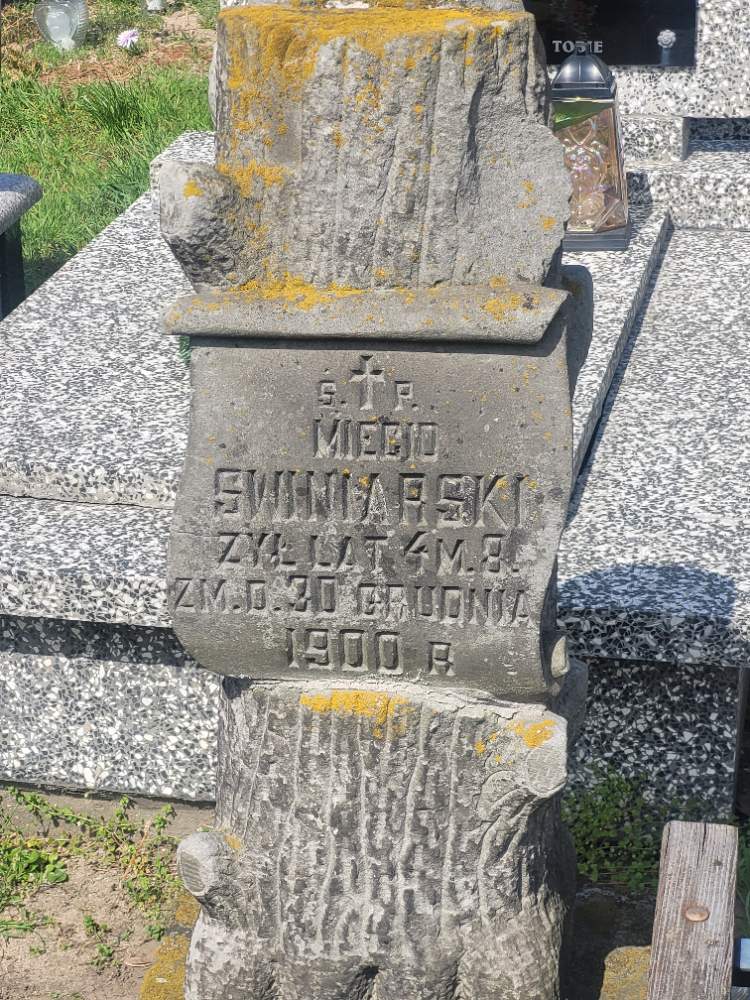 TOBIE
Ś. † P.
MIECIO
SWINIARSKI
ŻYŁ LAT 4 M. 8.
ZM. D. 30 GRUDNIA
1900 R